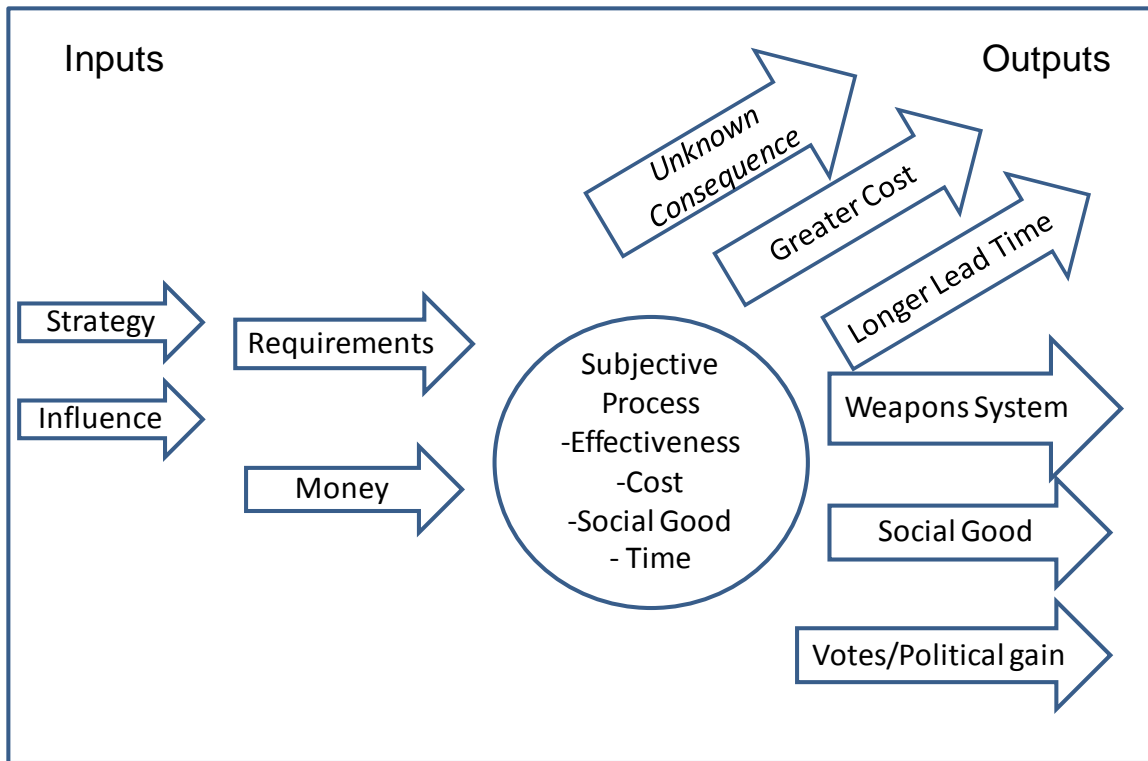 Inputs
Outputs
Unknown
Consequence
Greater Cost
Longer Lead Time
Strategy
Influence
Requirements
Money
Subjective
Process
-Effectiveness
-Cost
-Social Good
- Time
Weapons System
Social Good
Votes/Political gain